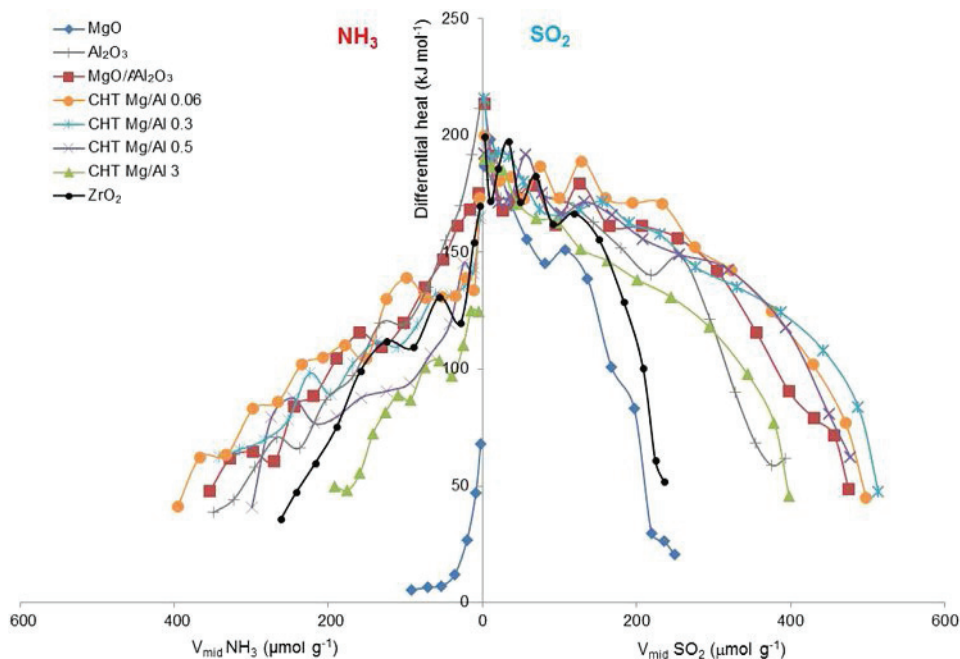 MgO
Al₂O₃
MgO/Al₂O₃
CHT Mg/Al 0.06
CHT Mg/Al 0.3
CHT Mg/Al 0.5
CHT Mg/Al 3
ZrO₂
NH₃
SO₂
Differential heat (kJ mol⁻¹)
250
200
150
100
50
0
600
400
200
0
200
400
600
V_mid NH₃ (µmol g⁻¹)
V_mid SO₂ (µmol g⁻¹)